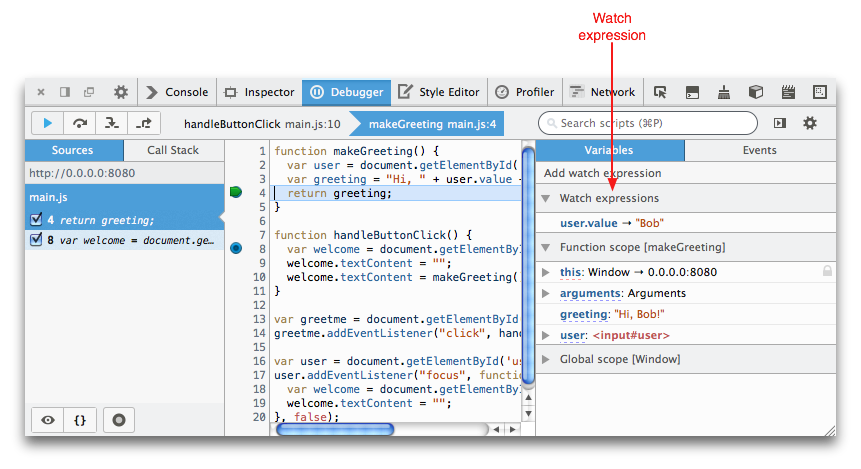 Watch
expression
Console
Inspector
Debugger
Style Editor
Profiler
Network
handleButtonClick main.js:10
makeGreeting main.js:4
Search scripts (⌘P)
Sources
Call Stack
Variables
Events
http://0.0.0.0:8080
main.js
4 return greeting;
8 var welcome = document.ge…
1 function makeGreeting() {
2 var user = document.getElementById(
3 var greeting = "Hi, " + user.value +
4 return greeting;
5 }
6
7 function handleButtonClick() {
8 var welcome = document.getElementByI
9 welcome.textContent = "";
10 welcome.textContent = makeGreeting(
11 }
12
13 var greetme = document.getElementById
14 greetme.addEventListener("click", hand
15
16 var user = document.getElementById('us
17 user.addEventListener("focus", function
18 var welcome = document.getElementByI
19 welcome.textContent = "";
20 }, false);
Add watch expression
Watch expressions
user.value → "Bob"
Function scope [makeGreeting]
this: Window → 0.0.0.0:8080
arguments: Arguments
greeting: "Hi, Bob!"
user: <input#user>
Global scope [Window]
{}